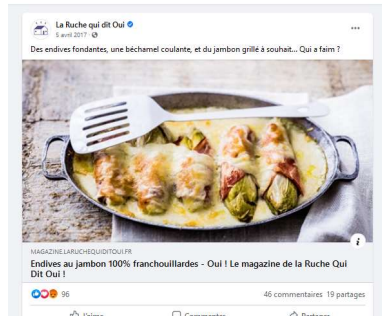 La Ruche qui dit Oui
5 avril 2017 ·
Des endives fondantes, une béchamel coulante, et du jambon grillé à souhait... Qui a faim ?
MAGAZINE.LARUCHEQUIDITOUI.FR
Endives au jambon 100% franchouillardes - Oui ! Le magazine de la Ruche Qui
Dit Oui !
96
46 commentaires 19 partages
J'aime
Commenter
Partager